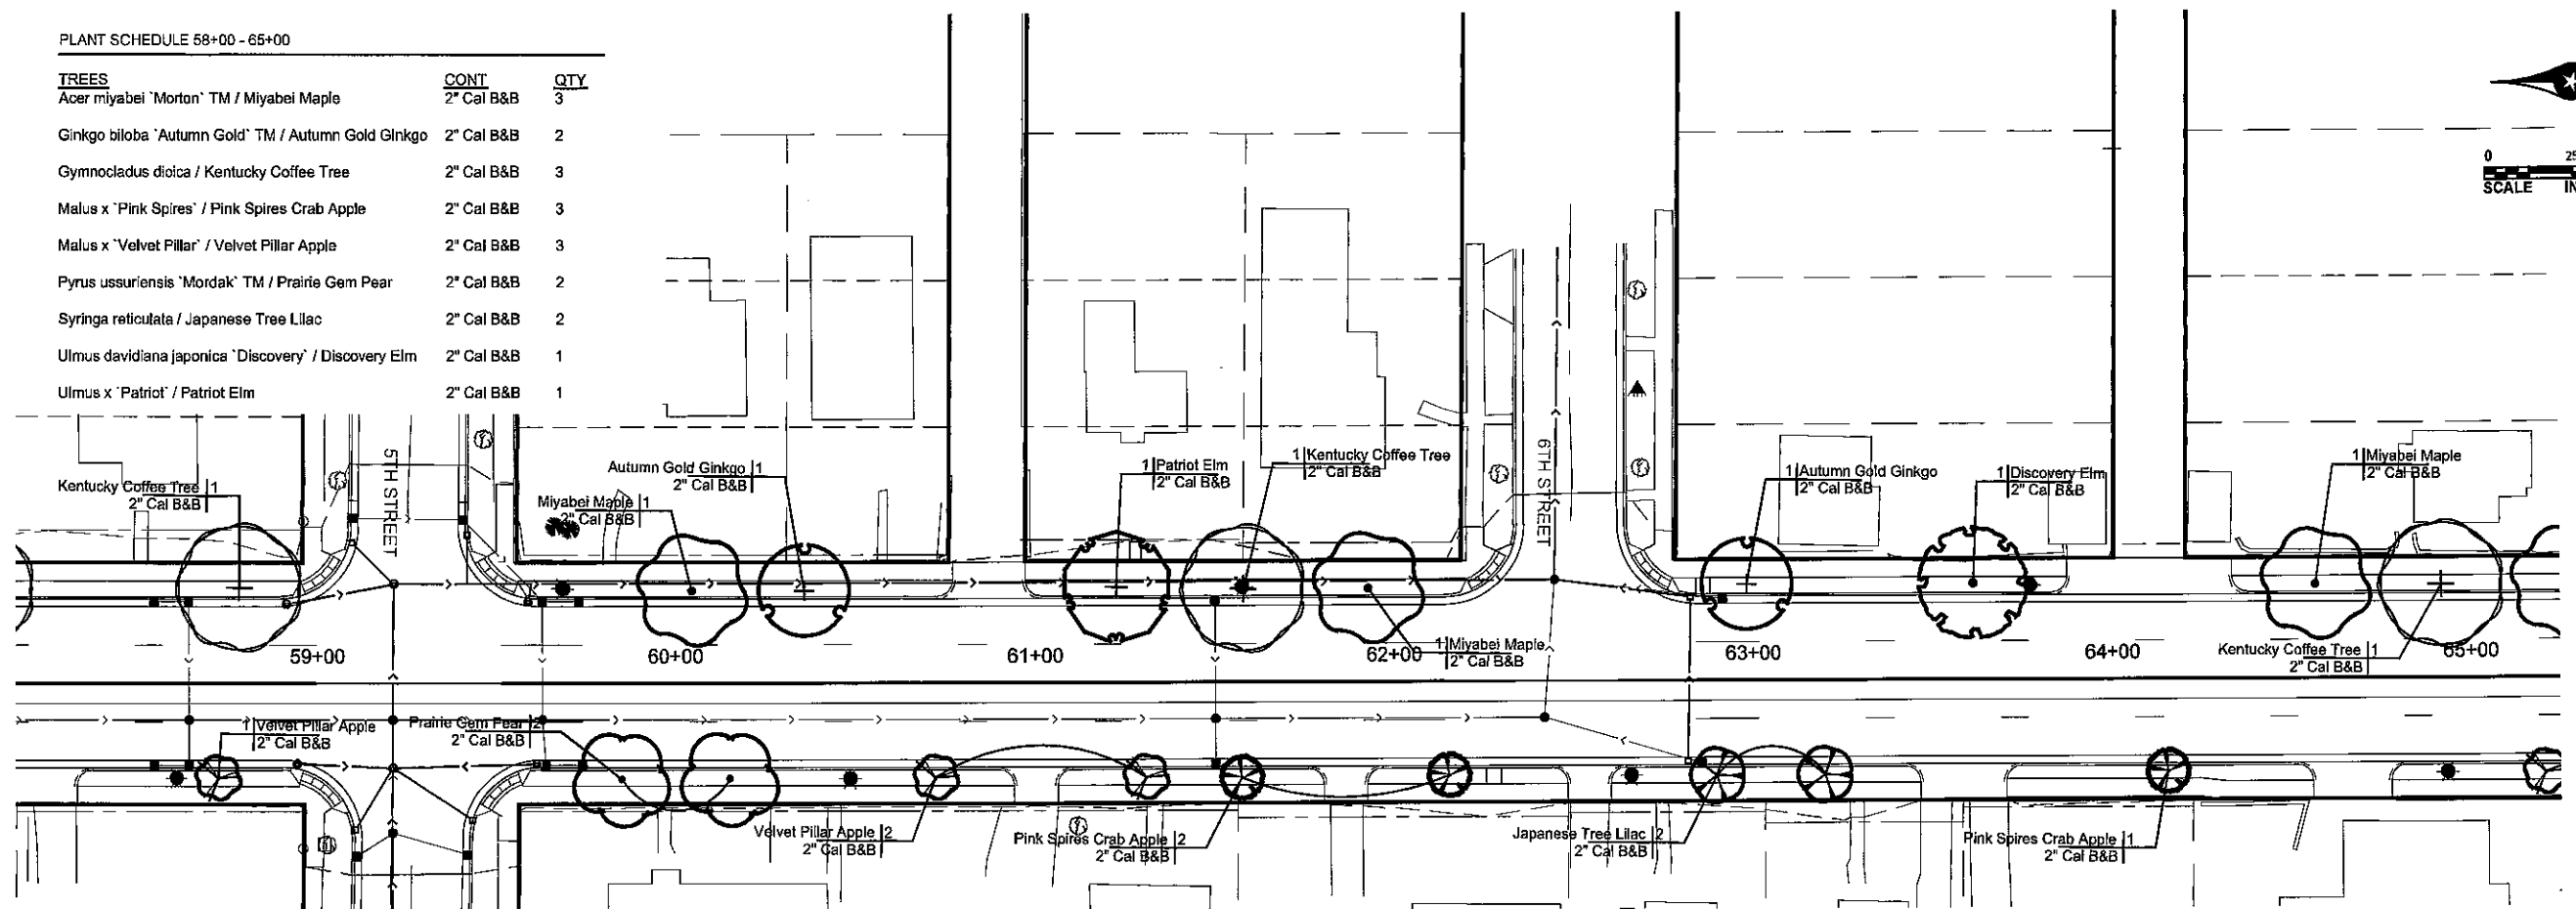 PLANT SCHEDULE 58+00 - 65+00
TREES CONT QTY
Acer miyabei `Morton` TM / Miyabei Maple 2" Cal B&B 3
Ginkgo biloba `Autumn Gold` TM / Autumn Gold Ginkgo 2" Cal B&B 2
Gymnocladus dioica / Kentucky Coffee Tree 2" Cal B&B 3
Malus x `Pink Spires` / Pink Spires Crab Apple 2" Cal B&B 3
Malus x `Velvet Pillar` / Velvet Pillar Apple 2" Cal B&B 3
Pyrus ussuriensis `Mordak` TM / Prairie Gem Pear 2" Cal B&B 2
Syringa reticulata / Japanese Tree Lilac 2" Cal B&B 2
Ulmus davidiana japonica `Discovery` / Discovery Elm 2" Cal B&B 1
Ulmus x `Patriot` / Patriot Elm 2" Cal B&B 1
0 25
SCALE IN
5TH STREET
6TH STREET
Kentucky Coffee Tree 1
2" Cal B&B
Autumn Gold Ginkgo 1
2" Cal B&B
Miyabei Maple 1
2" Cal B&B
1 Patriot Elm
2" Cal B&B
1 Kentucky Coffee Tree
2" Cal B&B
1 Autumn Gold Ginkgo
2" Cal B&B
1 Discovery Elm
2" Cal B&B
1 Miyabei Maple
2" Cal B&B
1 Miyabei Maple
2" Cal B&B
Kentucky Coffee Tree 1
2" Cal B&B
59+00 60+00 61+00 62+00 63+00 64+00 65+00
1 Velvet Pillar Apple
2" Cal B&B
Prairie Gem Pear 2
2" Cal B&B
Velvet Pillar Apple 2
2" Cal B&B
Pink Spires Crab Apple 2
2" Cal B&B
Japanese Tree Lilac 2
2" Cal B&B
Pink Spires Crab Apple 1
2" Cal B&B